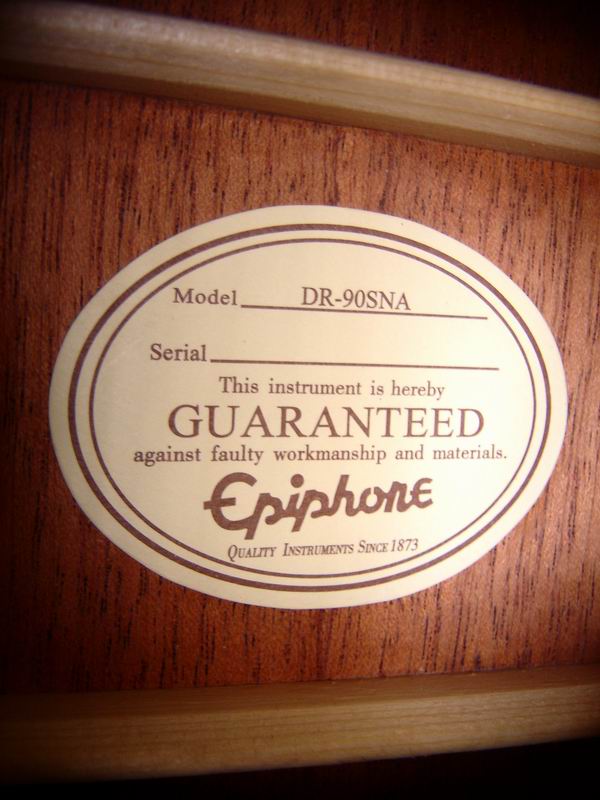 Model DR-90SNA
Serial
This instrument is hereby
GUARANTEED
against faulty workmanship and materials.
Epiphone
QUALITY INSTRUMENTS SINCE 1873